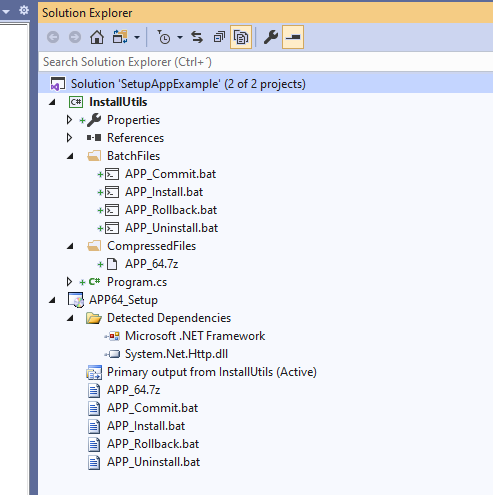 Solution Explorer
Search Solution Explorer (Ctrl+´)
Solution 'SetupAppExample' (2 of 2 projects)
C# InstallUtils
Properties
References
BatchFiles
APP_Commit.bat
APP_Install.bat
APP_Rollback.bat
APP_Uninstall.bat
CompressedFiles
APP_64.7z
C# Program.cs
APP64_Setup
Detected Dependencies
Microsoft .NET Framework
System.Net.Http.dll
Primary output from InstallUtils (Active)
APP_64.7z
APP_Commit.bat
APP_Install.bat
APP_Rollback.bat
APP_Uninstall.bat